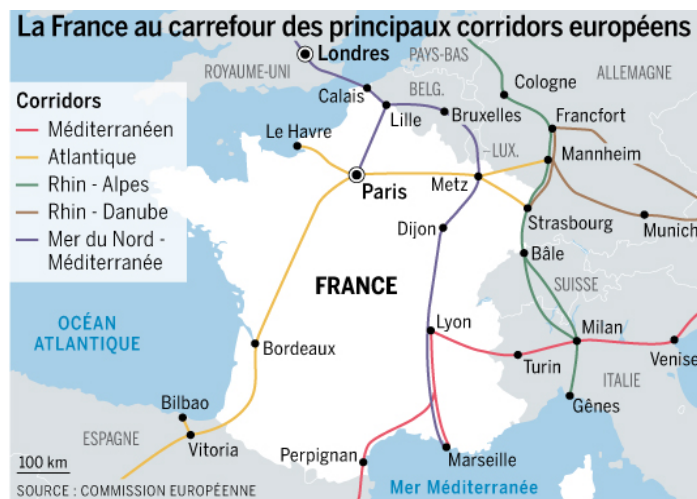 La France au carrefour des principaux corridors européens
Londres
PAYS-BAS
ROYAUME-UNI
Cologne
ALLEMAGNE
Corridors
Calais
BELG.
Méditerranéen
Lille
Bruxelles
Francfort
Atlantique
Le Havre
LUX.
Mannheim
Rhin - Alpes
Rhin - Danube
Paris
Metz
Strasbourg
Munich
Mer du Nord -
Méditerranée
Dijon
Bâle
FRANCE
SUISSE
OCÉAN
ATLANTIQUE
Lyon
Milan
Bordeaux
Turin
Venise
ITALIE
Bilbao
Gênes
ESPAGNE
Vitoria
Perpignan
Marseille
100 km
Mer Méditerranée
SOURCE : COMMISSION EUROPÉENNE